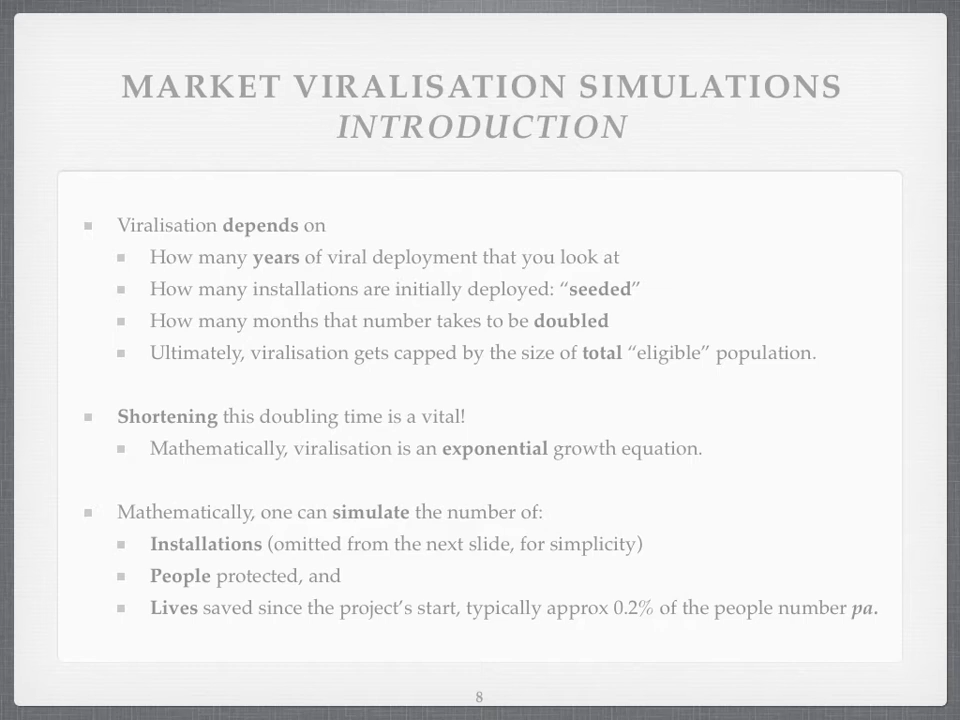 MARKET VIRALISATION SIMULATIONS
INTRODUCTION
Viralisation depends on
How many years of viral deployment that you look at
How many installations are initially deployed: “seeded”
How many months that number takes to be doubled
Ultimately, viralisation gets capped by the size of total “eligible” population.
Shortening this doubling time is a vital!
Mathematically, viralisation is an exponential growth equation.
Mathematically, one can simulate the number of:
Installations (omitted from the next slide, for simplicity)
People protected, and
Lives saved since the project’s start, typically approx 0.2% of the people number pa.
8